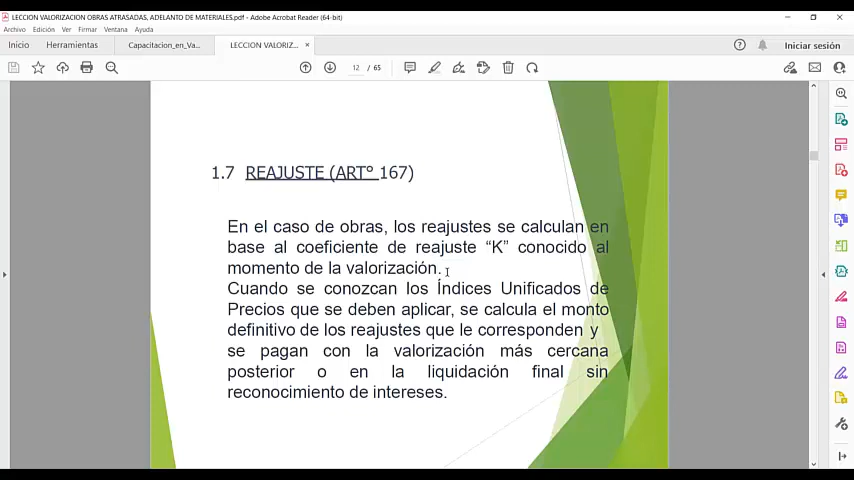 LECCION VALORIZACION OBRAS ATRASADAS, ADELANTO DE MATERIALES.pdf - Adobe Acrobat Reader (64-bit)
Archivo Edición Ver Firmar Ventana Ayuda
Inicio Herramientas Capacitacion_en_Va... LECCION VALORIZ... × Iniciar sesión
12 / 65
1.7 REAJUSTE (ARTº 167)
En el caso de obras, los reajustes se calculan en
base al coeficiente de reajuste “K” conocido al
momento de la valorización.
Cuando se conozcan los Índices Unificados de
Precios que se deben aplicar, se calcula el monto
definitivo de los reajustes que le corresponden y
se pagan con la valorización más cercana
posterior o en la liquidación final sin
reconocimiento de intereses.